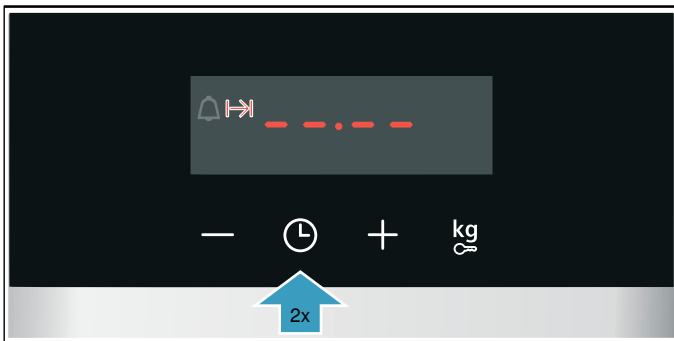 – –.– –
kg
2x